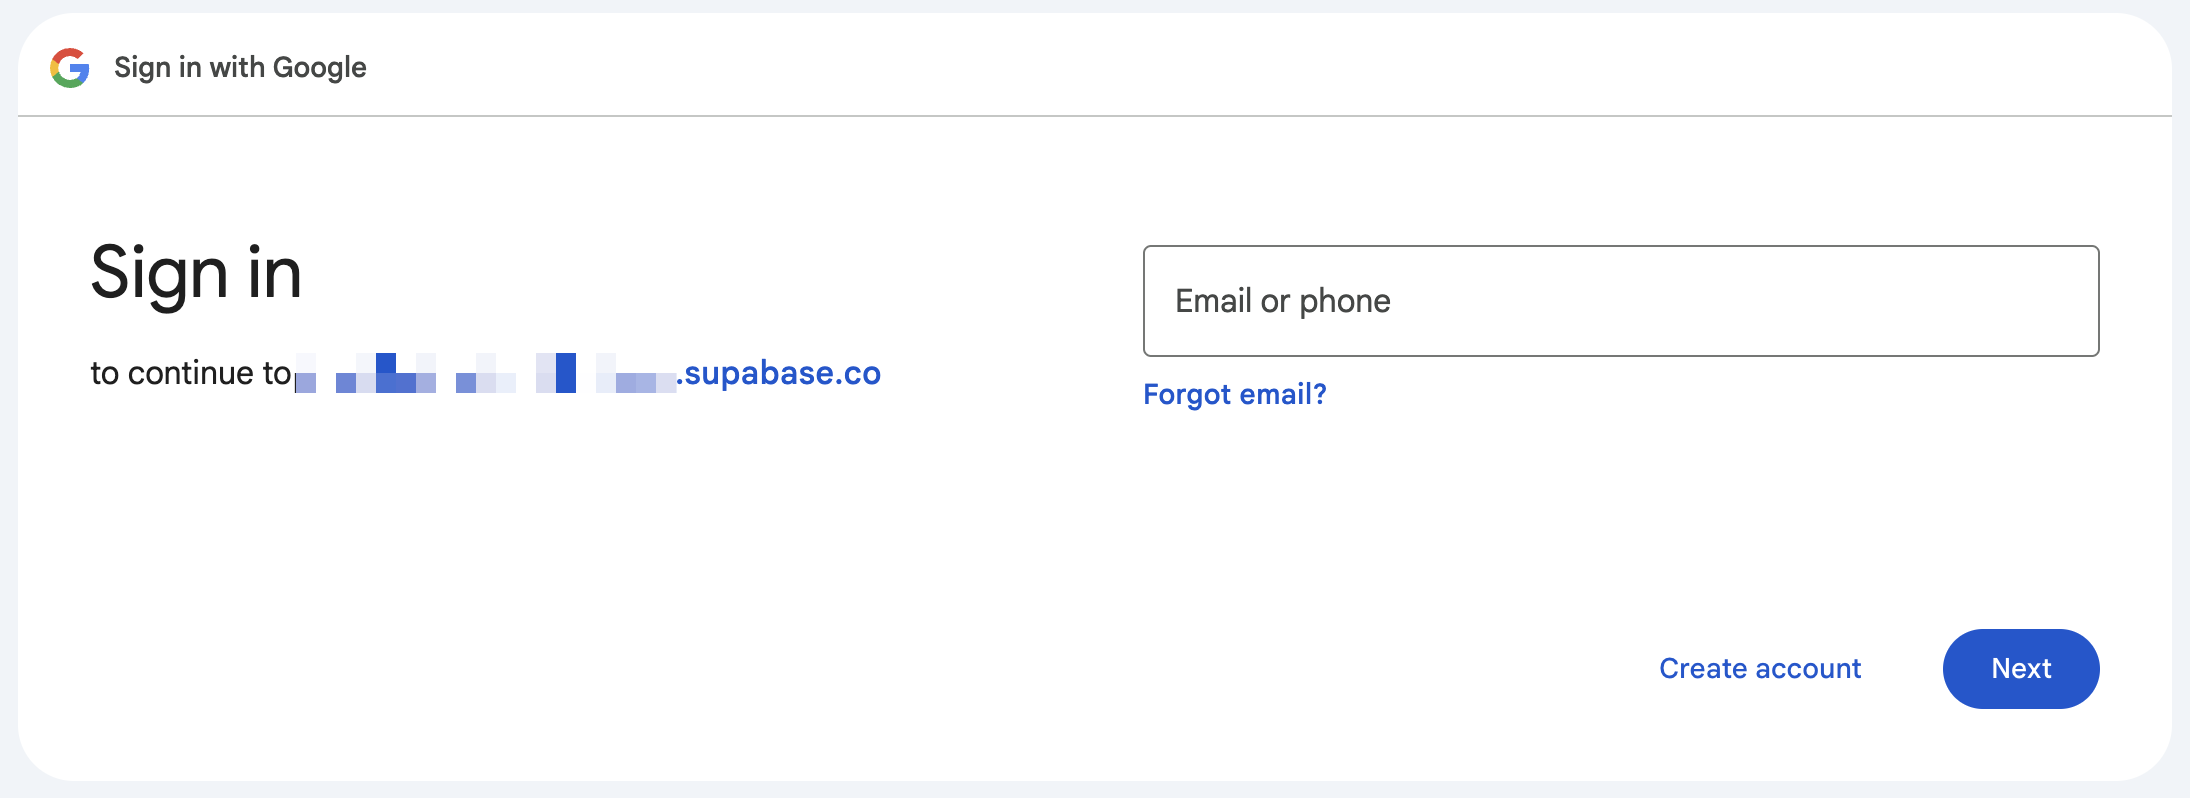 Sign in with Google
Sign in
to continue to .supabase.co
Email or phone
Forgot email?
Create account
Next